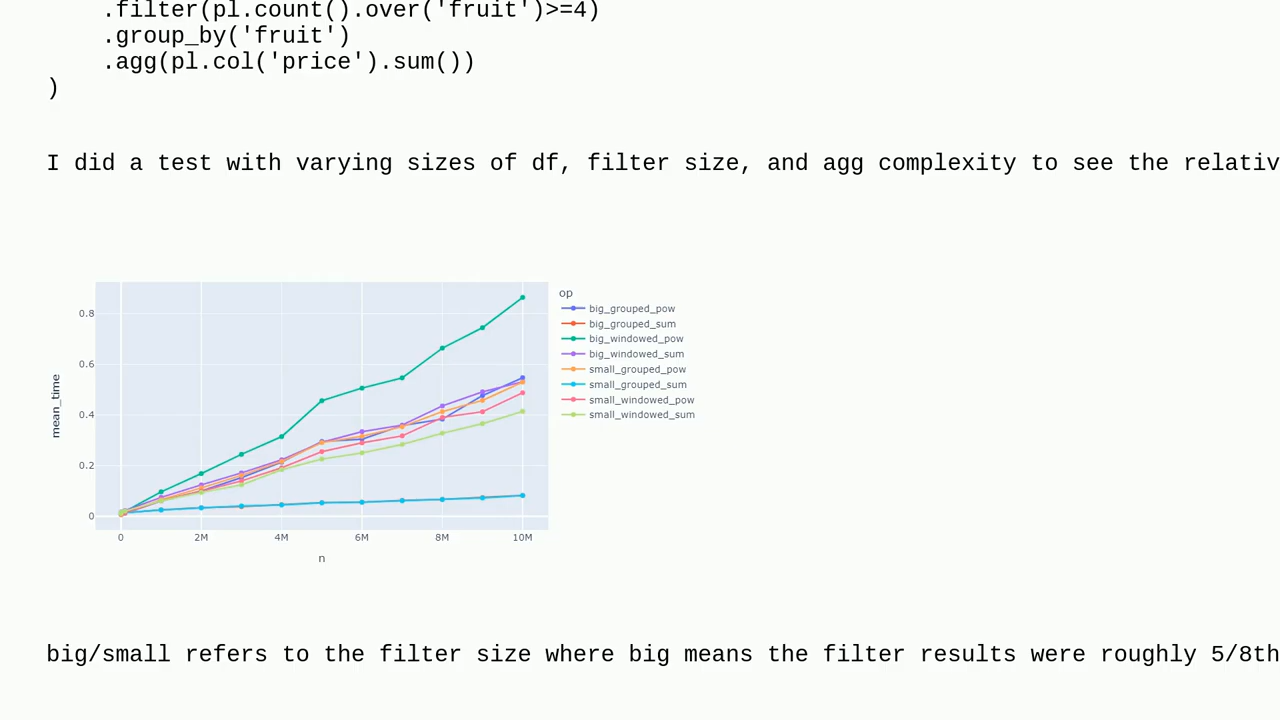 .filter(pl.count().over('fruit')>=4)
.group_by('fruit')
.agg(pl.col('price').sum())
)
I did a test with varying sizes of df, filter size, and agg complexity to see the relativ
op
big_grouped_pow
big_grouped_sum
big_windowed_pow
big_windowed_sum
small_grouped_pow
small_grouped_sum
small_windowed_pow
small_windowed_sum
mean_time
0.8
0.6
0.4
0.2
0
0 2M 4M 6M 8M 10M
n
big/small refers to the filter size where big means the filter results were roughly 5/8th